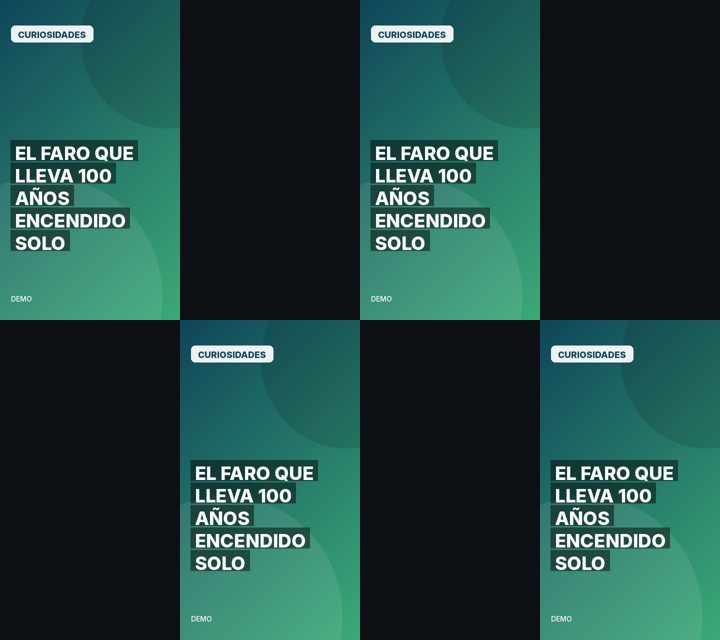 CURIOSIDADES
EL FARO QUE
LLEVA 100
AÑOS
ENCENDIDO
SOLO
DEMO
CURIOSIDADES
EL FARO QUE
LLEVA 100
AÑOS
ENCENDIDO
SOLO
DEMO
CURIOSIDADES
EL FARO QUE
LLEVA 100
AÑOS
ENCENDIDO
SOLO
DEMO
CURIOSIDADES
EL FARO QUE
LLEVA 100
AÑOS
ENCENDIDO
SOLO
DEMO